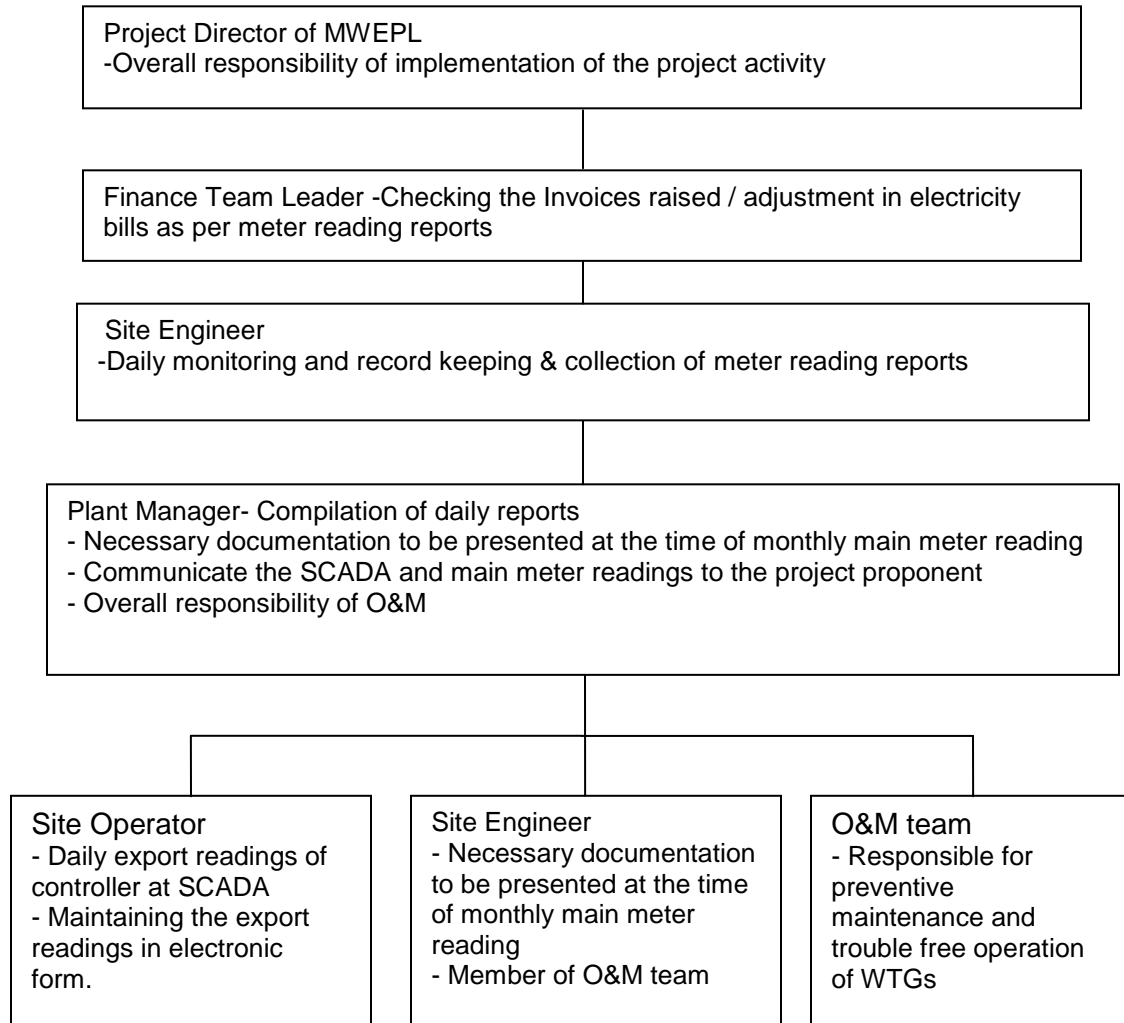 Project Director of MWEPL
-Overall responsibility of implementation of the project activity
Finance Team Leader -Checking the Invoices raised / adjustment in electricity
bills as per meter reading reports
Site Engineer
-Daily monitoring and record keeping & collection of meter reading reports
Plant Manager- Compilation of daily reports
- Necessary documentation to be presented at the time of monthly main meter reading
- Communicate the SCADA and main meter readings to the project proponent
- Overall responsibility of O&M
Site Operator
- Daily export readings of
controller at SCADA
- Maintaining the export
readings in electronic
form.
Site Engineer
- Necessary documentation
to be presented at the time
of monthly main meter
reading
- Member of O&M team
O&M team
- Responsible for
preventive
maintenance and
trouble free operation
of WTGs